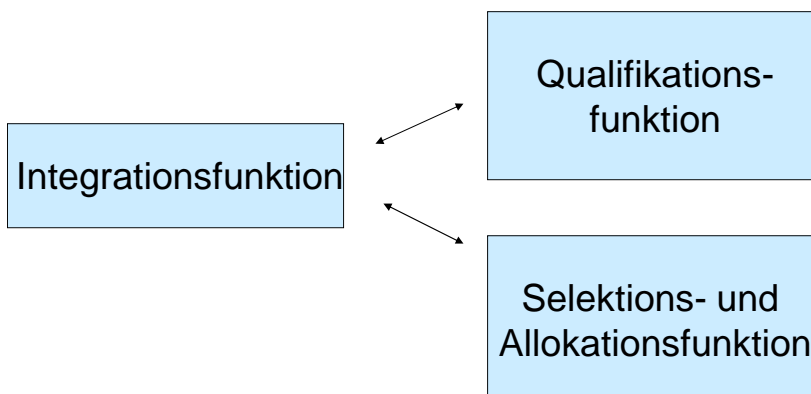 Qualifikations-
funktion
Integrationsfunktion
Selektions- und
Allokationsfunktion